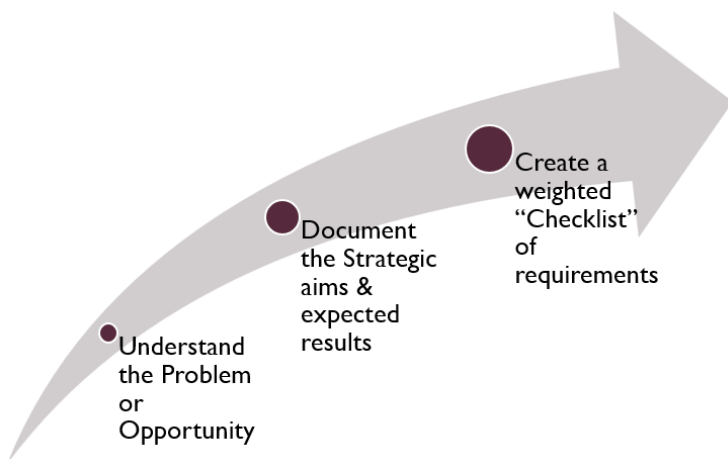 Understand
the Problem
or
Opportunity
Document
the Strategic
aims &
expected
results
Create a
weighted
“Checklist”
of
requirements